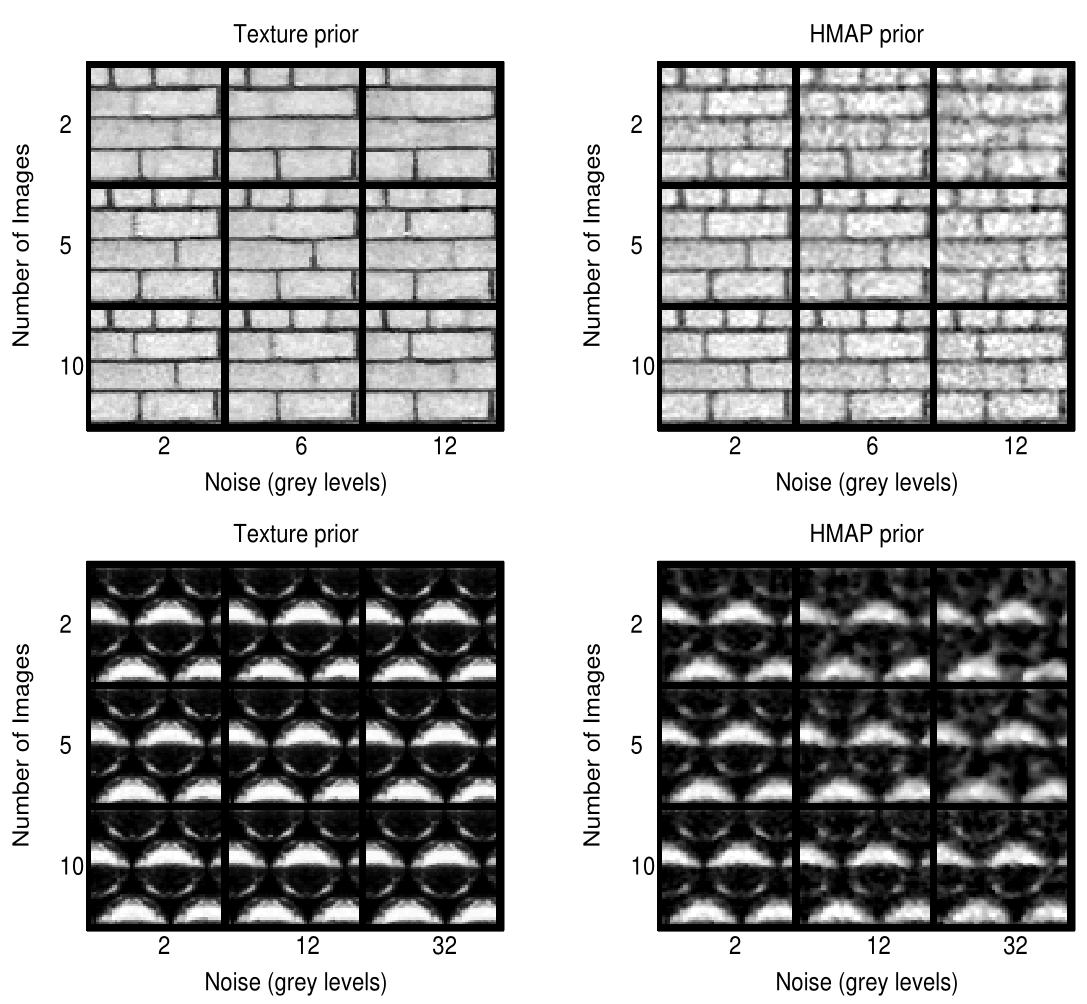 Texture prior
Number of Images
2
5
10
2 6 12
Noise (grey levels)
HMAP prior
Number of Images
2
5
10
2 6 12
Noise (grey levels)
Texture prior
Number of Images
2
5
10
2 12 32
Noise (grey levels)
HMAP prior
Number of Images
2
5
10
2 12 32
Noise (grey levels)